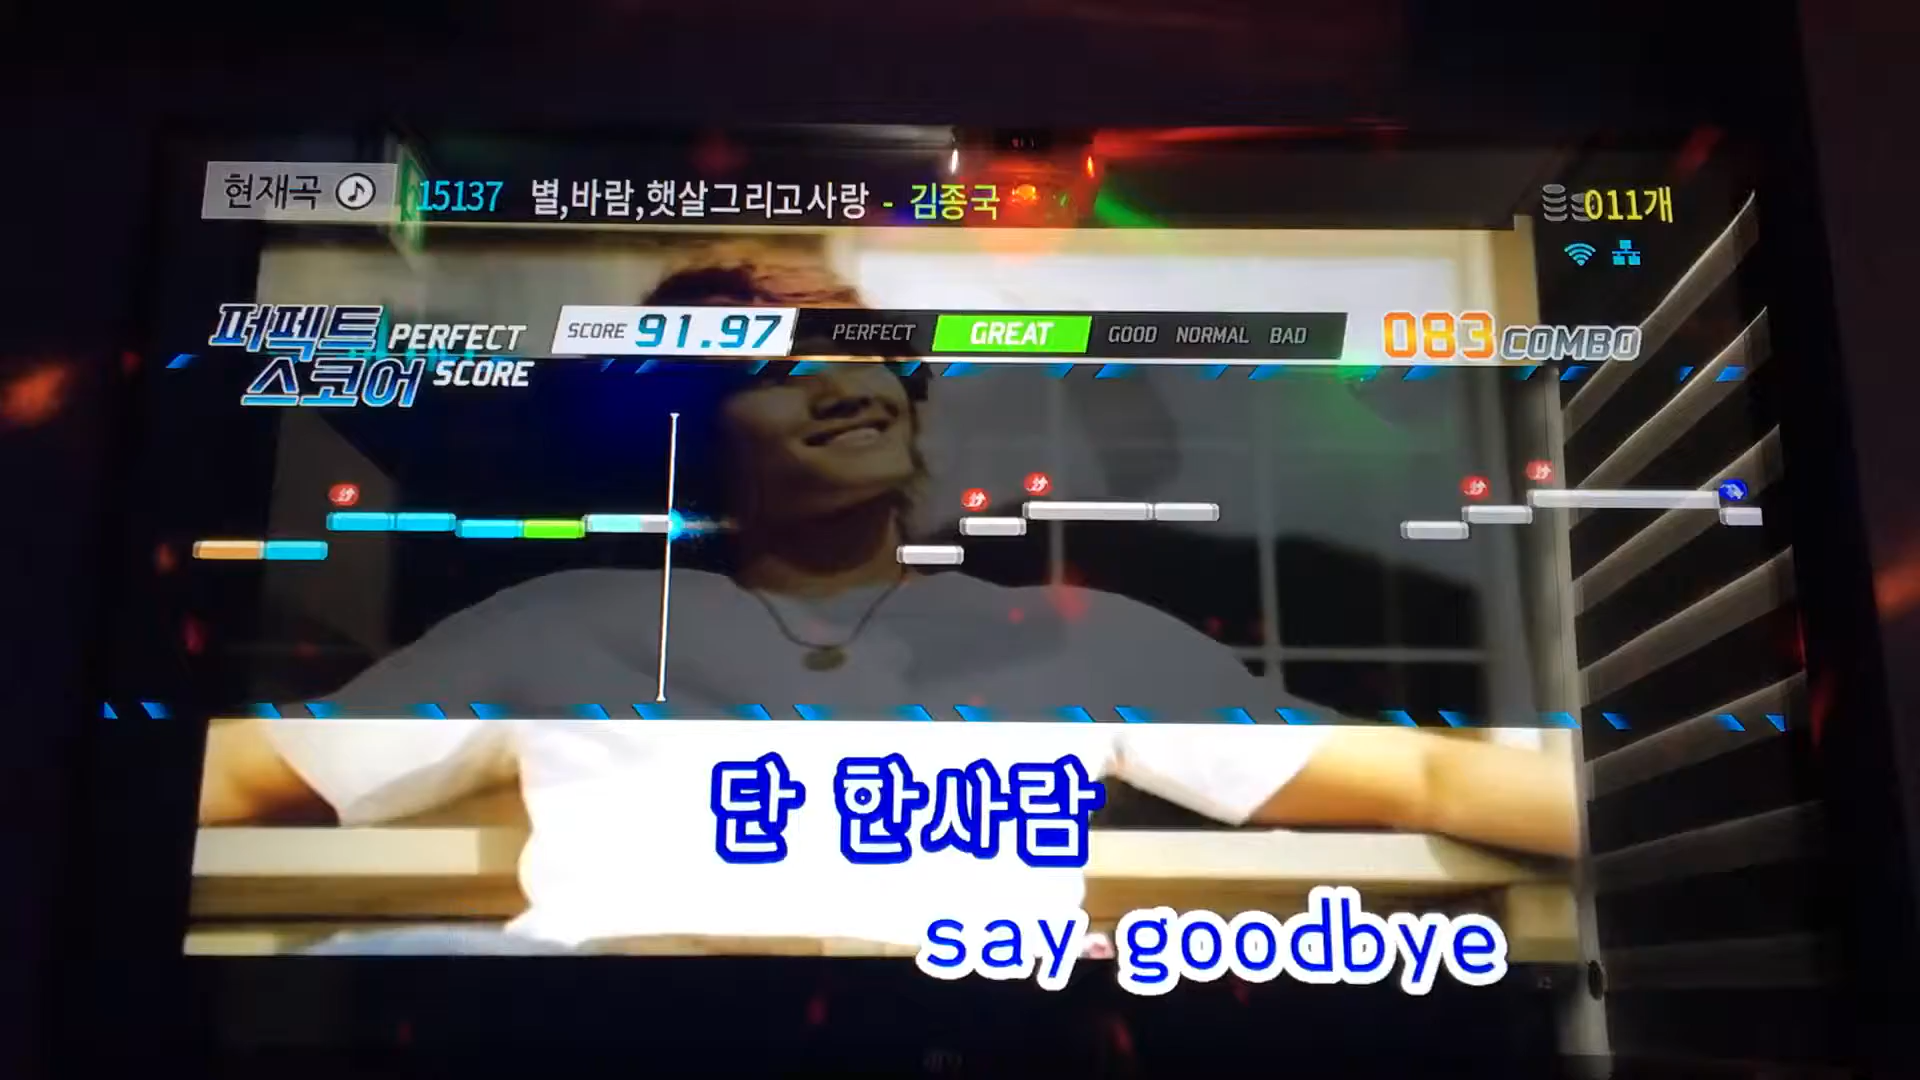 현재곡 15137 별,바람,햇살그리고사랑 - 김종국 011개
퍼펙트 스코어 PERFECT SCORE
SCORE 91.97 PERFECT GREAT GOOD NORMAL BAD 083 COMBO
단 한사람
say goodbye